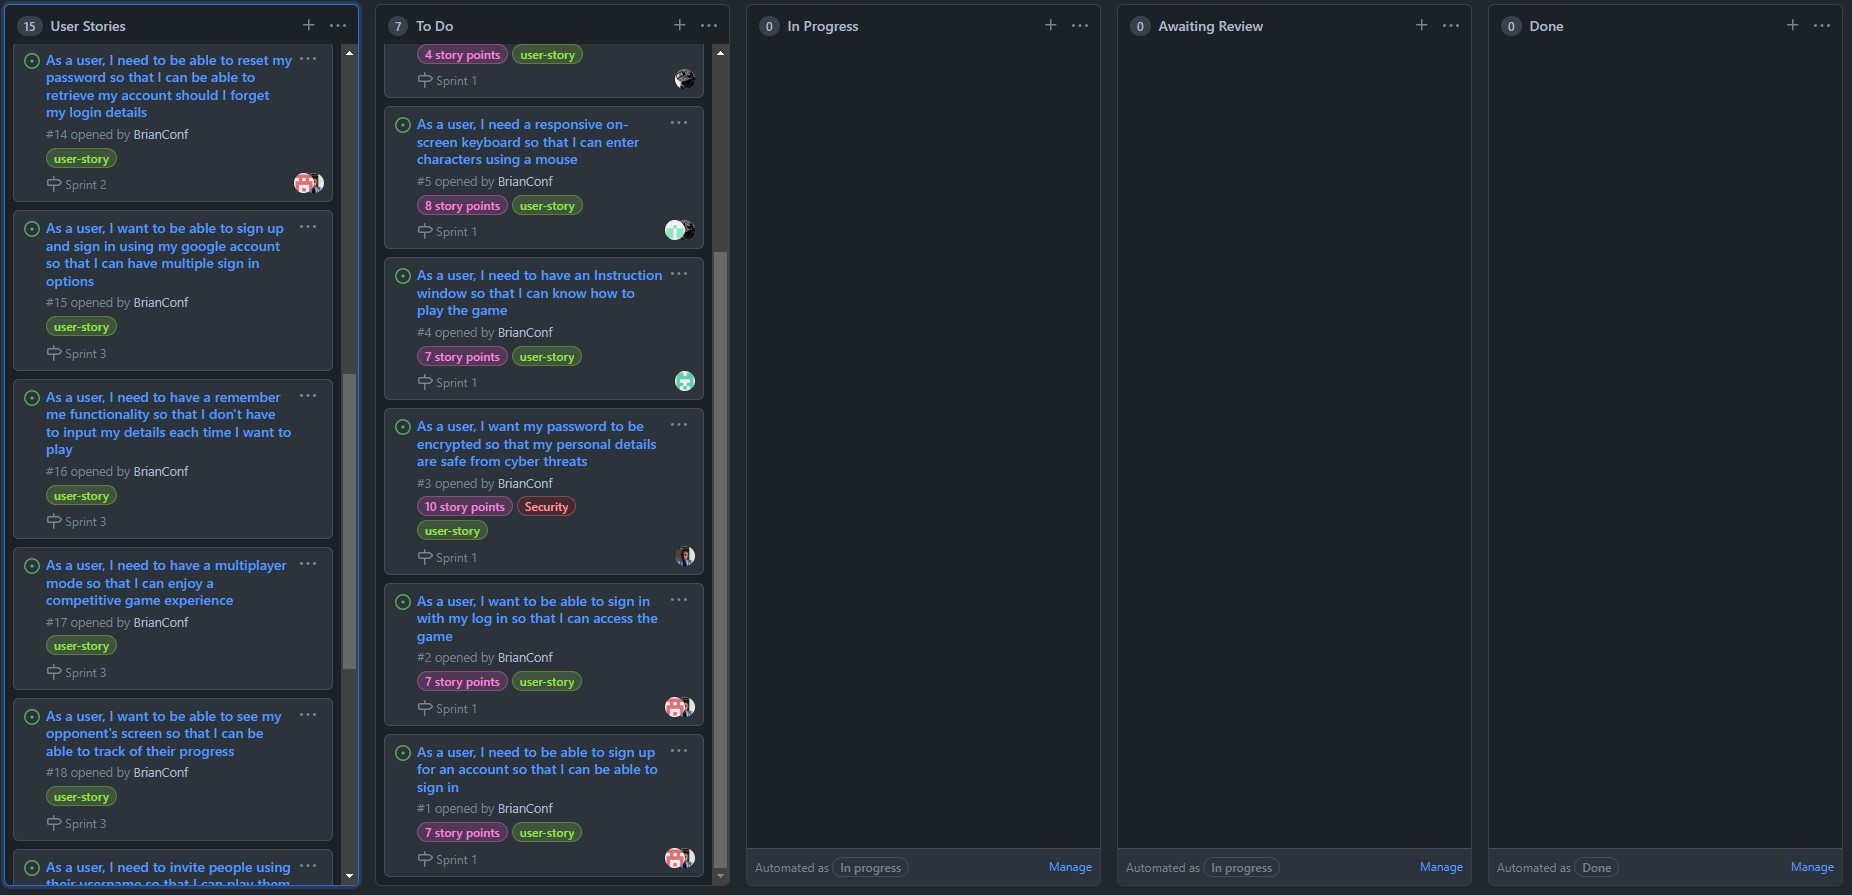 15 User Stories
As a user, I need to be able to reset my
password so that I can be able to
retrieve my account should I forget
my login details
#14 opened by BrianConf
user-story
Sprint 2
As a user, I want to be able to sign up
and sign in using my google account
so that I can have multiple sign in
options
#15 opened by BrianConf
user-story
Sprint 3
As a user, I need to have a remember
me functionality so that I don't have
to input my details each time I want to
play
#16 opened by BrianConf
user-story
Sprint 3
As a user, I need to have a multiplayer
mode so that I can enjoy a
competitive game experience
#17 opened by BrianConf
user-story
Sprint 3
As a user, I want to be able to see my
opponent's screen so that I can be
able to track of their progress
#18 opened by BrianConf
user-story
Sprint 3
As a user, I need to invite people using
their username so that I can play them
7 To Do
4 story points user-story
Sprint 1
As a user, I need a responsive on-
screen keyboard so that I can enter
characters using a mouse
#5 opened by BrianConf
8 story points user-story
Sprint 1
As a user, I need to have an Instruction
window so that I can know how to
play the game
#4 opened by BrianConf
7 story points user-story
Sprint 1
As a user, I want my password to be
encrypted so that my personal details
are safe from cyber threats
#3 opened by BrianConf
10 story points Security
user-story
Sprint 1
As a user, I want to be able to sign in
with my log in so that I can access the
game
#2 opened by BrianConf
7 story points user-story
Sprint 1
As a user, I need to be able to sign up
for an account so that I can be able to
sign in
#1 opened by BrianConf
7 story points user-story
Sprint 1
0 In Progress
Automated as In progress Manage
0 Awaiting Review
Automated as In progress Manage
0 Done
Automated as Done Manage